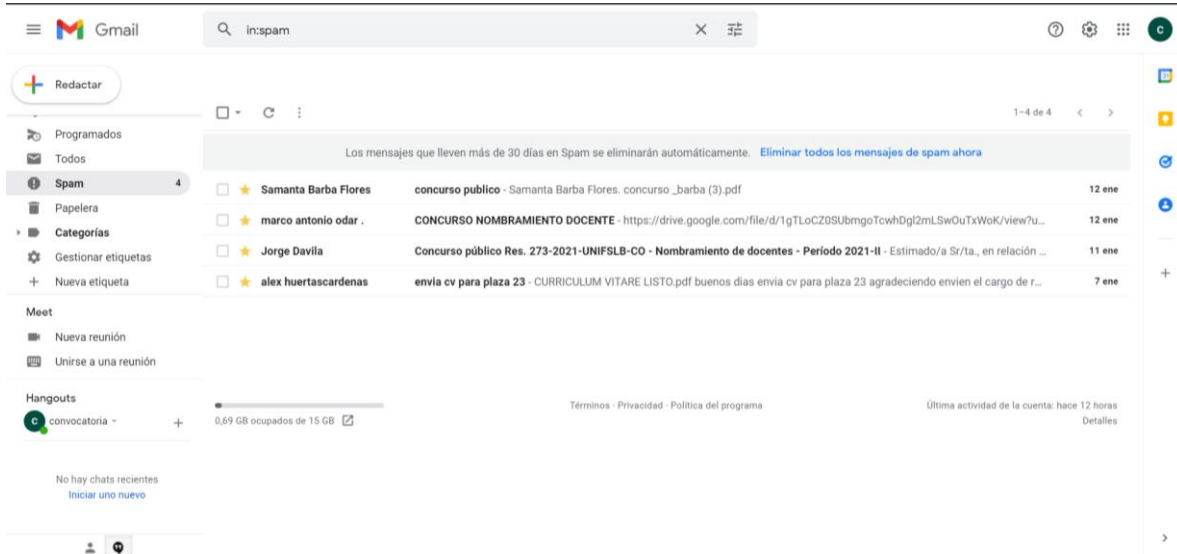 Gmail
in:spam
C
Redactar
Programados
Todos
Spam 4
Papelera
Categorías
Gestionar etiquetas
Nueva etiqueta
Meet
Nueva reunión
Unirse a una reunión
Hangouts
C convocatoria
No hay chats recientes
Iniciar uno nuevo
1–4 de 4
Los mensajes que lleven más de 30 días en Spam se eliminarán automáticamente. Eliminar todos los mensajes de spam ahora
Samanta Barba Flores concurso publico - Samanta Barba Flores. concurso _barba (3).pdf 12 ene
marco antonio odar . CONCURSO NOMBRAMIENTO DOCENTE - https://drive.google.com/file/d/1gTLoCZ0SUbmgoTcwhDgl2mLSwOuTxWoK/view?u... 12 ene
Jorge Davila Concurso público Res. 273-2021-UNIFSLB-CO - Nombramiento de docentes - Período 2021-II - Estimado/a Sr/ta., en relación ... 11 ene
alex huertascardenas envia cv para plaza 23 - CURRICULUM VITARE LISTO.pdf buenos dias envia cv para plaza 23 agradeciendo envien el cargo de r... 7 ene
0,69 GB ocupados de 15 GB
Términos · Privacidad · Política del programa
Última actividad de la cuenta: hace 12 horas
Detalles
31